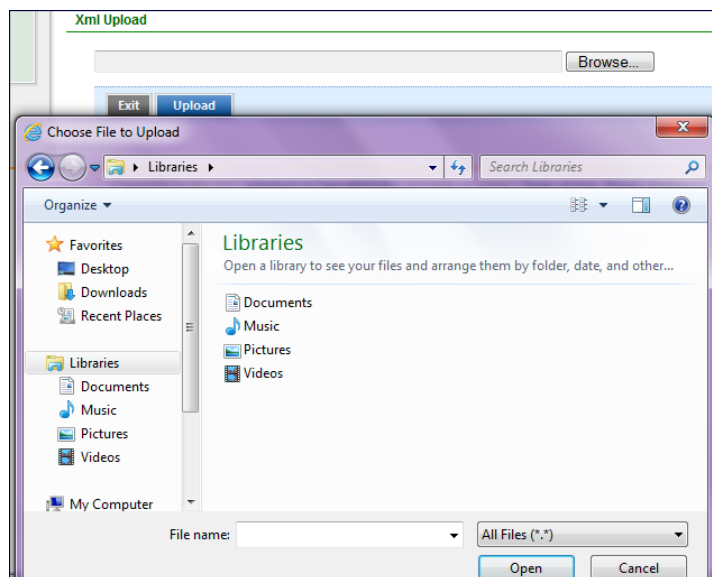 Xml Upload
Browse...
Exit Upload
Choose File to Upload
Libraries Search Libraries
Organize
Favorites
Desktop
Downloads
Recent Places
Libraries
Documents
Music
Pictures
Videos
My Computer
Libraries
Open a library to see your files and arrange them by folder, date, and other...
Documents
Music
Pictures
Videos
File name: All Files (*.*)
Open Cancel